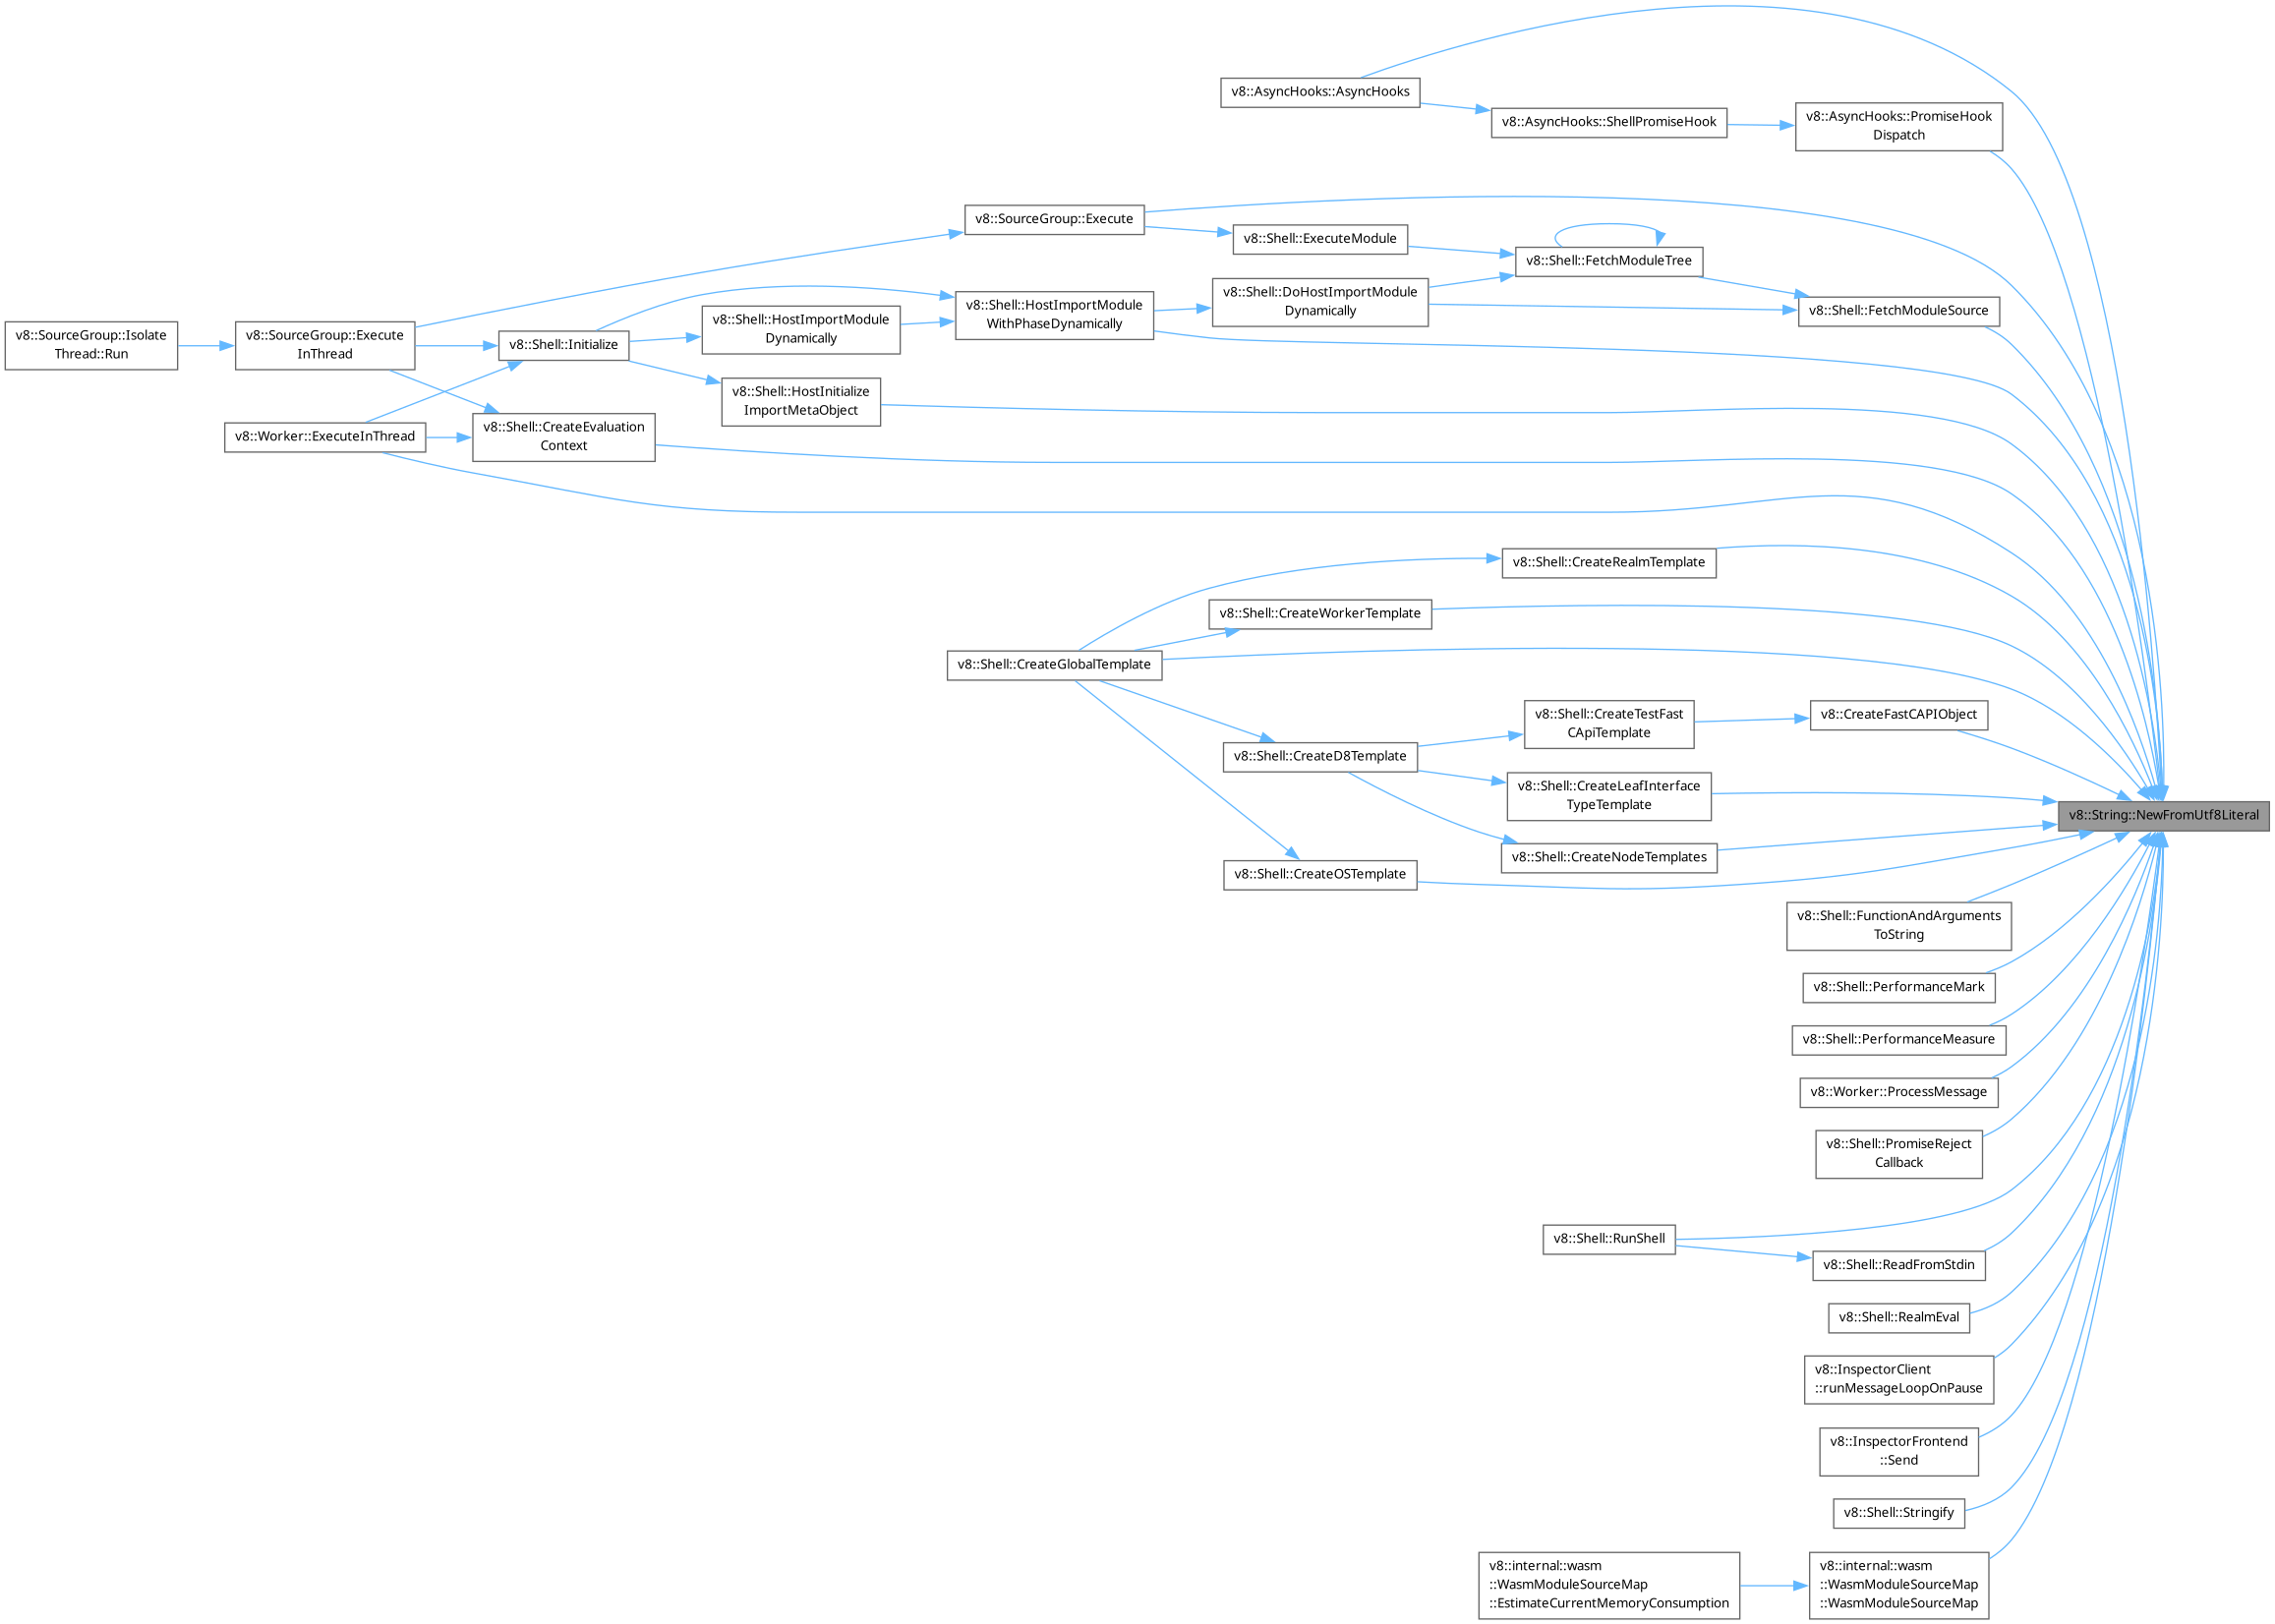 v8::AsyncHooks::AsyncHooks
v8::AsyncHooks::ShellPromiseHook
v8::AsyncHooks::PromiseHook
Dispatch
v8::SourceGroup::Execute
v8::Shell::ExecuteModule
v8::Shell::FetchModuleTree
v8::Shell::DoHostImportModule
Dynamically
v8::Shell::FetchModuleSource
v8::Shell::HostImportModule
WithPhaseDynamically
v8::Shell::HostImportModule
Dynamically
v8::Shell::Initialize
v8::SourceGroup::Execute
InThread
v8::SourceGroup::Isolate
Thread::Run
v8::Shell::HostInitialize
ImportMetaObject
v8::Worker::ExecuteInThread
v8::Shell::CreateEvaluation
Context
v8::Shell::CreateRealmTemplate
v8::Shell::CreateWorkerTemplate
v8::Shell::CreateGlobalTemplate
v8::Shell::CreateTestFast
CApiTemplate
v8::CreateFastCAPIObject
v8::Shell::CreateD8Template
v8::Shell::CreateLeafInterface
TypeTemplate
v8::String::NewFromUtf8Literal
v8::Shell::CreateNodeTemplates
v8::Shell::CreateOSTemplate
v8::Shell::FunctionAndArguments
ToString
v8::Shell::PerformanceMark
v8::Shell::PerformanceMeasure
v8::Worker::ProcessMessage
v8::Shell::PromiseReject
Callback
v8::Shell::RunShell
v8::Shell::ReadFromStdin
v8::Shell::RealmEval
v8::InspectorClient
::runMessageLoopOnPause
v8::InspectorFrontend
::Send
v8::Shell::Stringify
v8::internal::wasm
::WasmModuleSourceMap
::EstimateCurrentMemoryConsumption
v8::internal::wasm
::WasmModuleSourceMap
::WasmModuleSourceMap